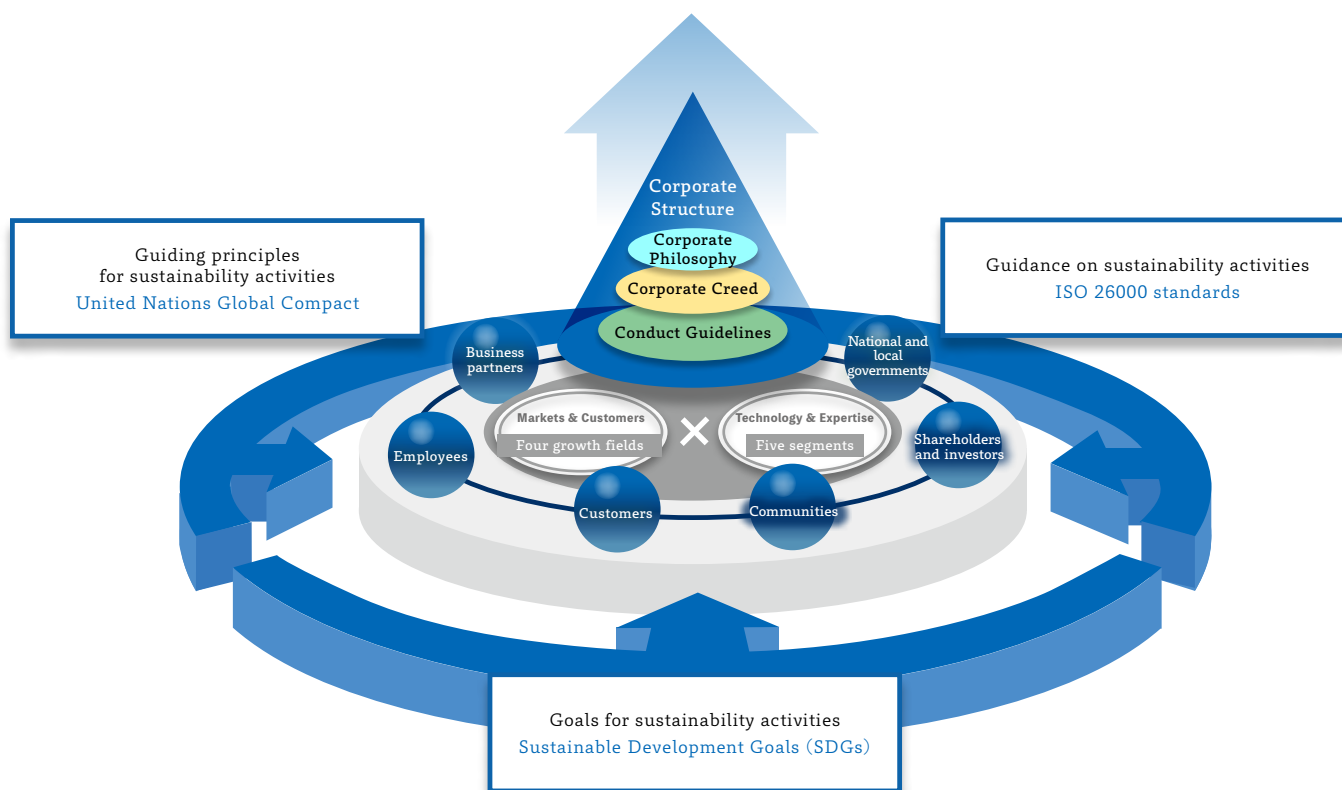 Corporate
Structure
Corporate
Philosophy
Corporate Creed
Conduct Guidelines
Guiding principles
for sustainability activities
United Nations Global Compact
Guidance on sustainability activities
ISO 26000 standards
Business
partners
National and
local
governments
Markets & Customers
Four growth fields
Technology & Expertise
Five segments
Employees
Shareholders
and investors
Customers
Communities
Goals for sustainability activities
Sustainable Development Goals（SDGs）